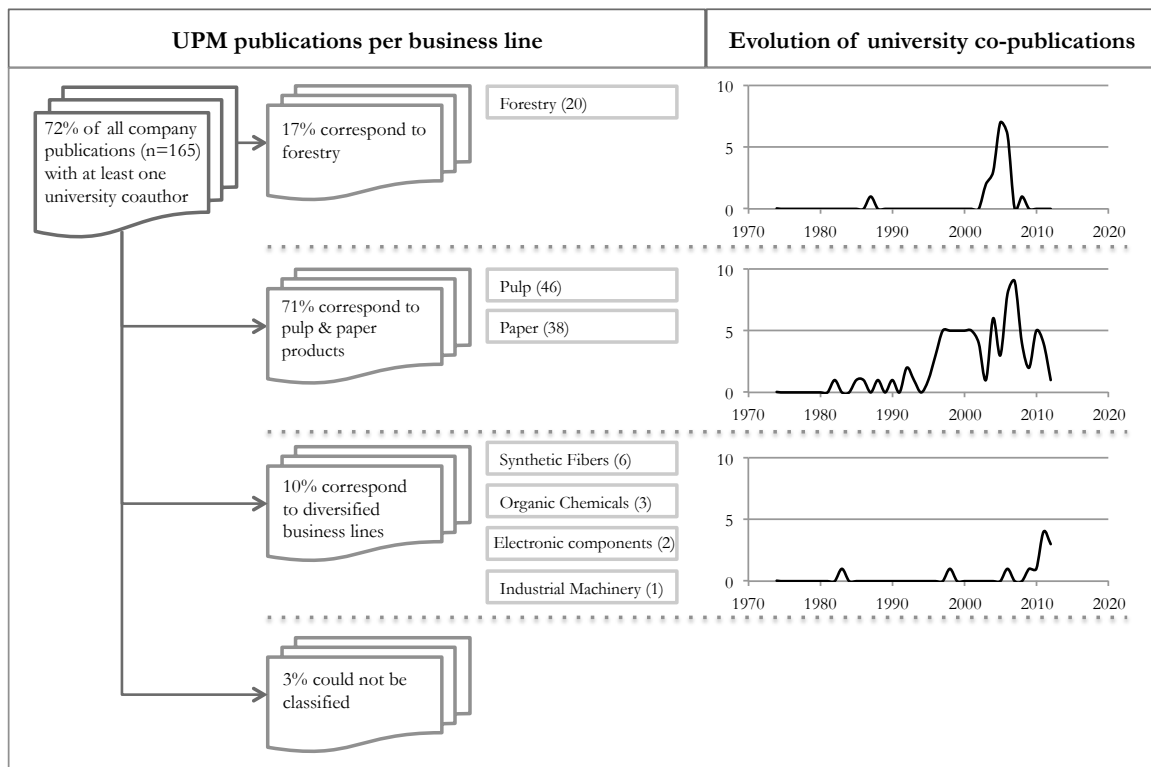 UPM publications per business line
Evolution of university co-publications
72% of all company
publications (n=165)
with at least one
university coauthor
17% correspond to
forestry
Forestry (20)
10
5
0
1970 1980 1990 2000 2010 2020
71% correspond to
pulp & paper
products
Pulp (46)
Paper (38)
10
5
0
1970 1980 1990 2000 2010 2020
10% correspond
to diversified
business lines
Synthetic Fibers (6)
Organic Chemicals (3)
Electronic components (2)
Industrial Machinery (1)
10
5
0
1970 1980 1990 2000 2010 2020
3% could not be
classified